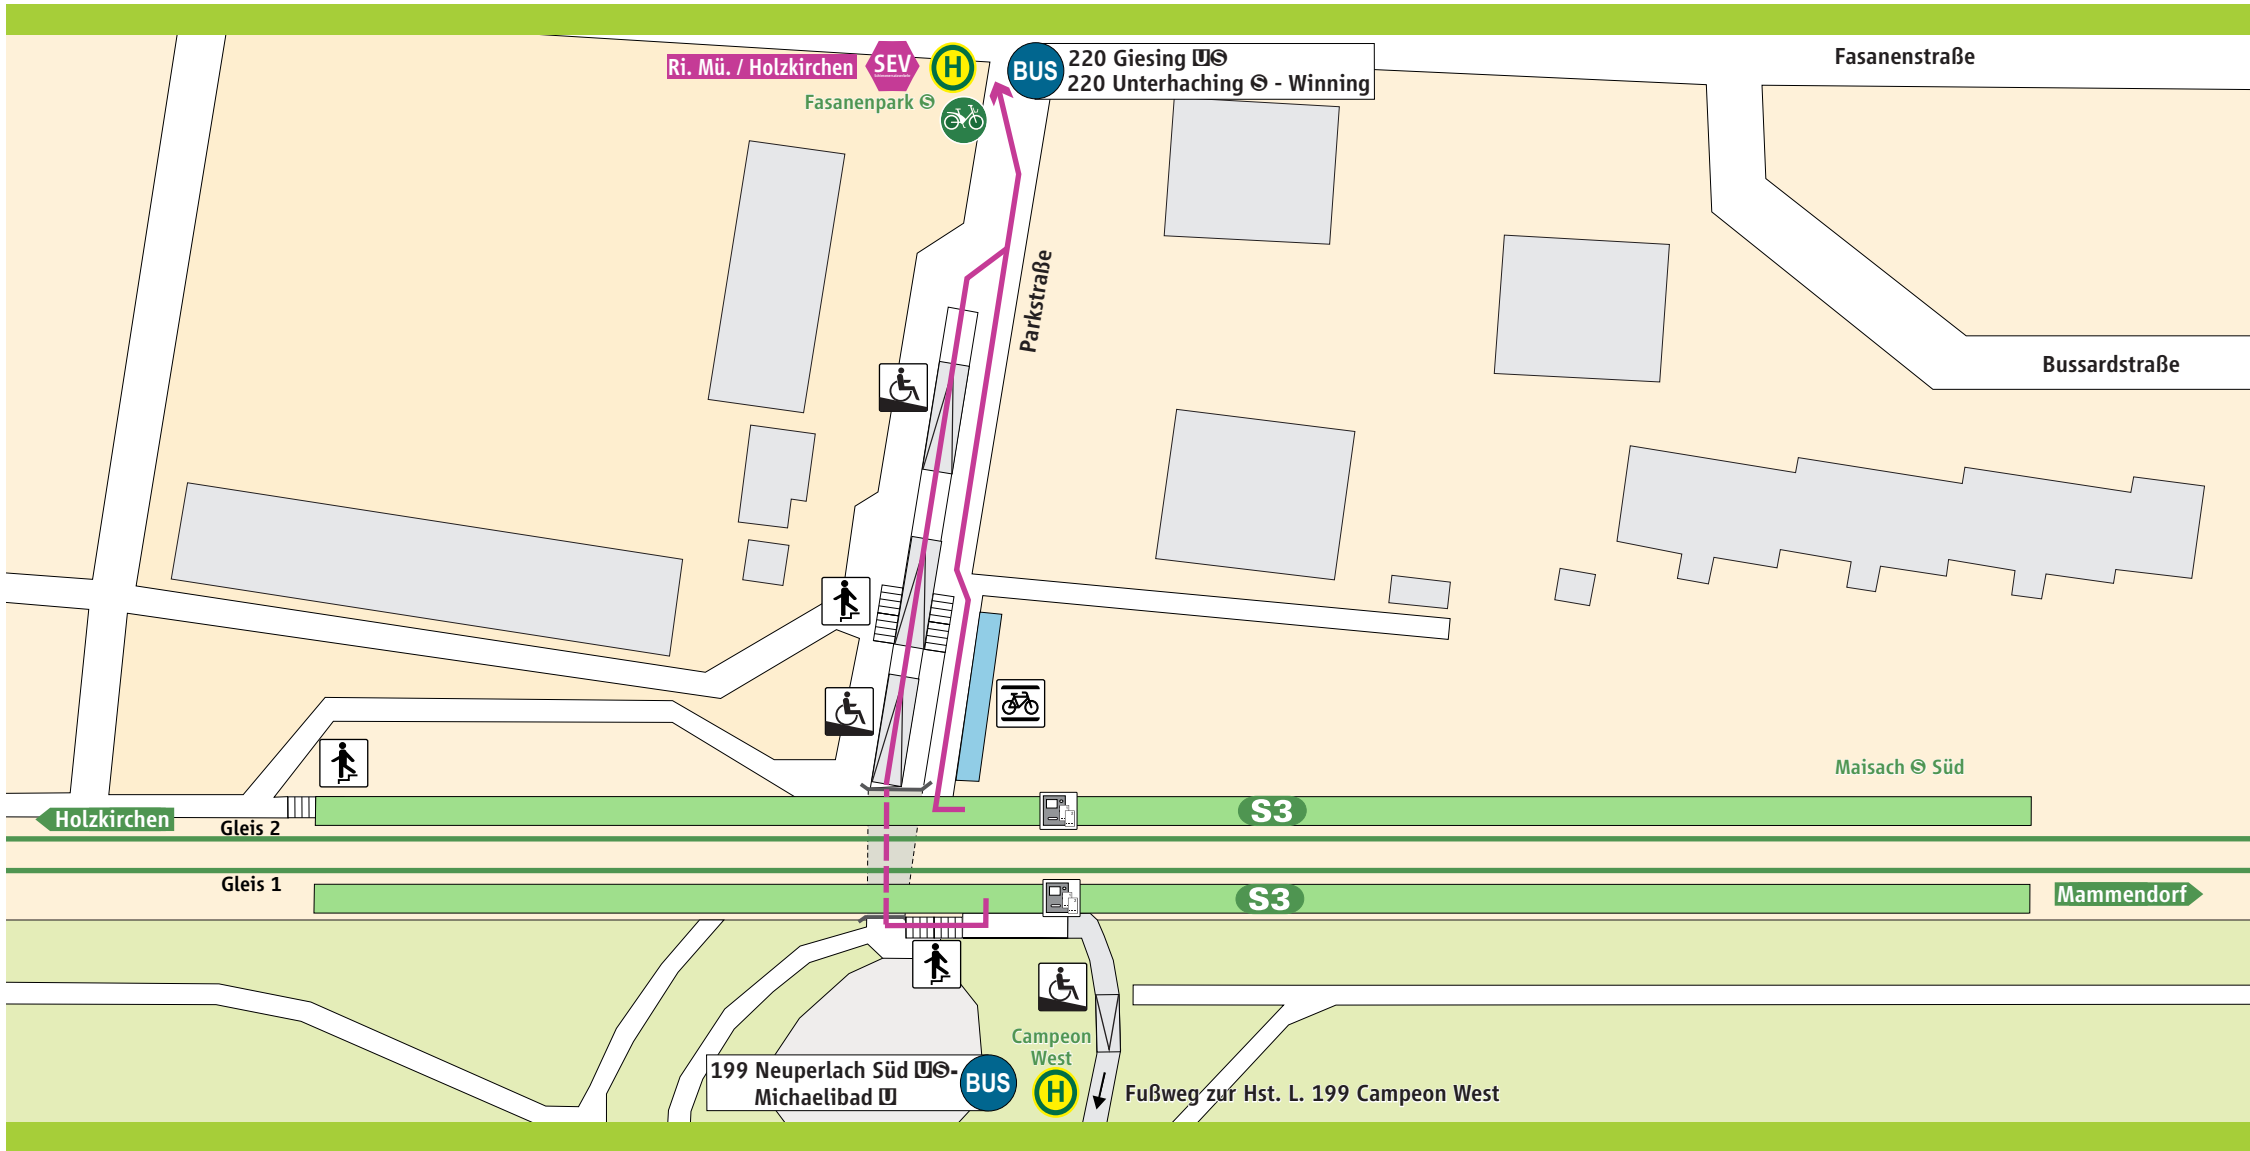 Ri. Mü. / Holzkirchen
SEV
H
BUS
220 Giesing U S
220 Unterhaching S - Winning
Fasanenpark S
Fasanenstraße
Parkstraße
Bussardstraße
Maisach S Süd
Holzkirchen
Gleis 2
S3
Gleis 1
S3
Mammendorf
Campeon
West
199 Neuperlach Süd U S-
Michaelibad U
BUS
H
Fußweg zur Hst. L. 199 Campeon West